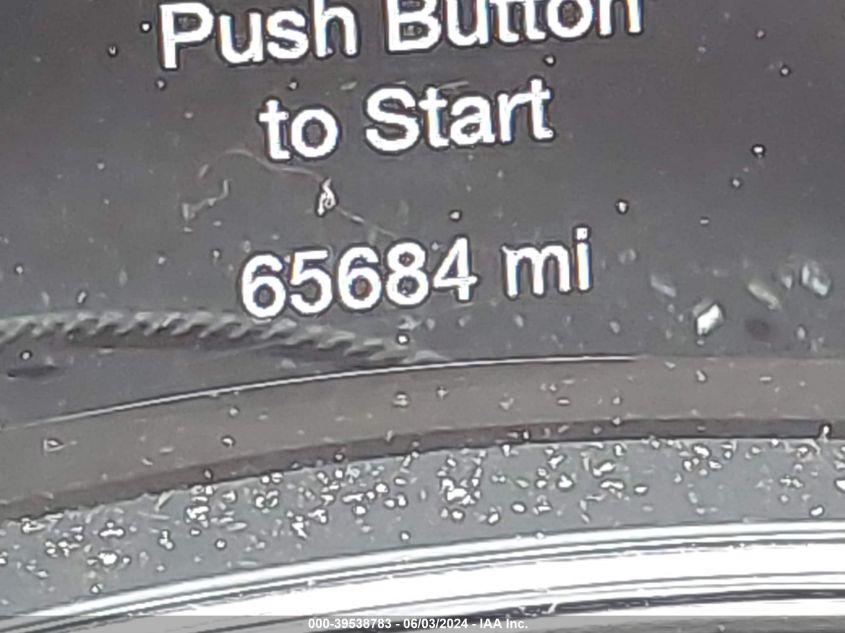 Push Button
to Start
65684 mi
000-39538783 - 06/03/2024 - IAA Inc.